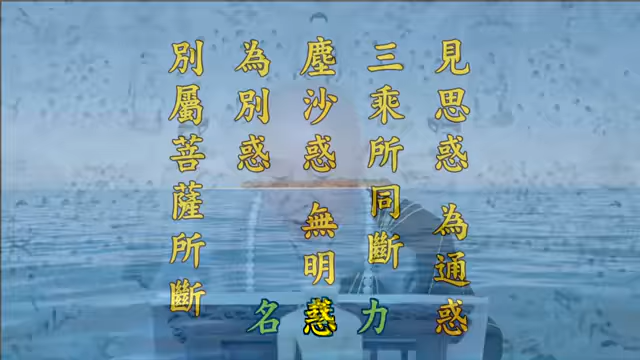 見思惑 為通惑
三乘所同斷
塵沙惑 無明惑
為別惑
別屬菩薩所斷
名 力